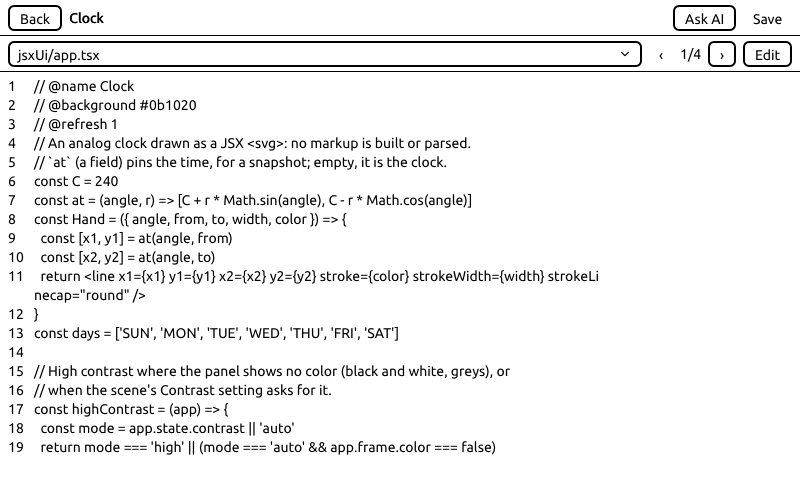 Back Clock Ask AI Save
jsxUi/app.tsx ‹ 1/4 › Edit
1 // @name Clock
2 // @background #0b1020
3 // @refresh 1
4 // An analog clock drawn as a JSX <svg>: no markup is built or parsed.
5 // `at` (a field) pins the time, for a snapshot; empty, it is the clock.
6 const C = 240
7 const at = (angle, r) => [C + r * Math.sin(angle), C - r * Math.cos(angle)]
8 const Hand = ({ angle, from, to, width, color }) => {
9   const [x1, y1] = at(angle, from)
10   const [x2, y2] = at(angle, to)
11   return <line x1={x1} y1={y1} x2={x2} y2={y2} stroke={color} strokeWidth={width} strokeLi
necap="round" />
12 }
13 const days = ['SUN', 'MON', 'TUE', 'WED', 'THU', 'FRI', 'SAT']
14
15 // High contrast where the panel shows no color (black and white, greys), or
16 // when the scene's Contrast setting asks for it.
17 const highContrast = (app) => {
18   const mode = app.state.contrast || 'auto'
19   return mode === 'high' || (mode === 'auto' && app.frame.color === false)